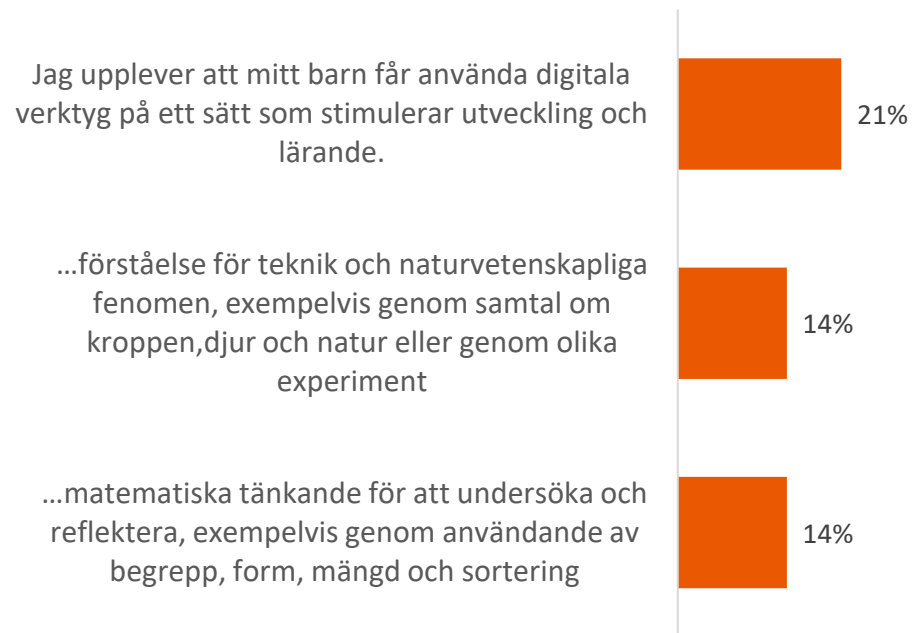 Jag upplever att mitt barn får använda digitala
verktyg på ett sätt som stimulerar utveckling och
lärande.
21%
...förståelse för teknik och naturvetenskapliga
fenomen, exempelvis genom samtal om
kroppen,djur och natur eller genom olika
experiment
14%
...matematiska tänkande för att undersöka och
reflektera, exempelvis genom användande av
begrepp, form, mängd och sortering
14%